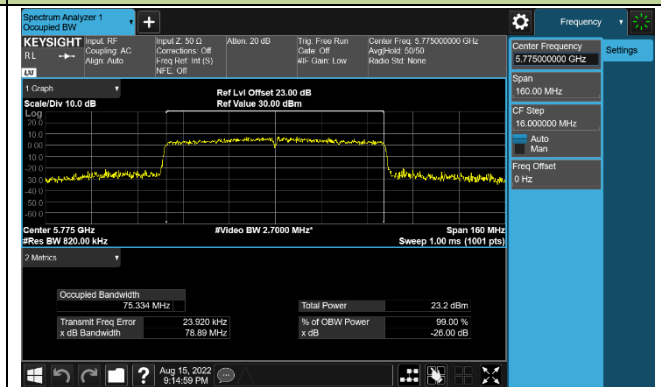 Spectrum Analyzer 1
Occupied BW
+
Frequency
KEYSIGHT
RL
LXI
Input: RF
Coupling: AC
Align: Auto
Input Z: 50 Ω
Corrections: Off
Freq Ref: Int (S)
NFE: Off
Atten: 20 dB
Trig: Free Run
Gate: Off
#IF Gain: Low
Center Freq: 5.775000000 GHz
Avg|Hold: 50/50
Radio Std: None
Center Frequency
5.775000000 GHz
Settings
Span
160.00 MHz
CF Step
16.000000 MHz
Auto
Man
Freq Offset
0 Hz
1 Graph
Scale/Div 10.0 dB
Ref Lvl Offset 23.00 dB
Ref Value 30.00 dBm
Log
20.0
10.0
0.00
-10.0
-20.0
-30.0
-40.0
-50.0
-60.0
Center 5.775 GHz
#Video BW 2.7000 MHz*
Span 160 MHz
#Res BW 820.00 kHz
Sweep 1.00 ms (1001 pts)
2 Metrics
Occupied Bandwidth
75.334 MHz
Total Power
23.2 dBm
Transmit Freq Error
23.920 kHz
% of OBW Power
99.00 %
x dB Bandwidth
78.89 MHz
x dB
-26.00 dB
?
Aug 15, 2022
9:14:59 PM